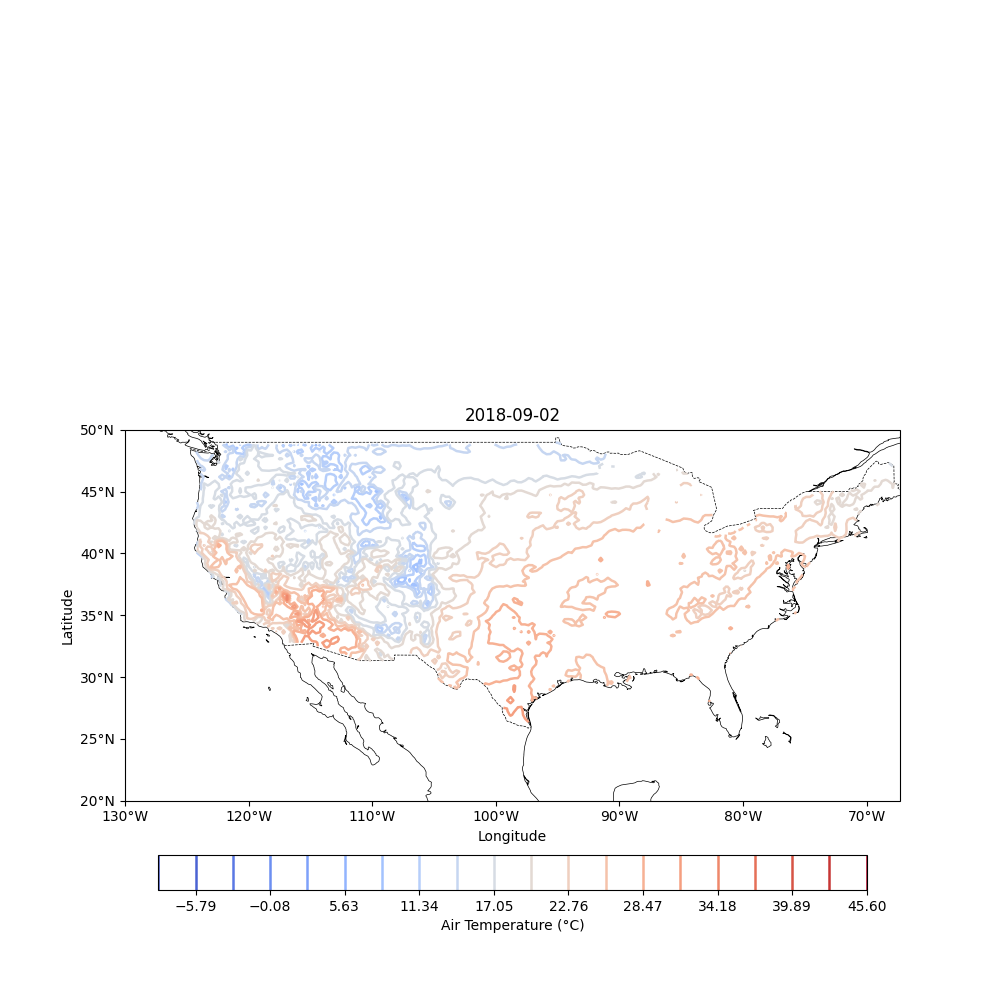 2018-09-02
50°N
45°N
40°N
35°N
30°N
25°N
20°N
Latitude
130°W 120°W 110°W 100°W 90°W 80°W 70°W
Longitude
−5.79 −0.08 5.63 11.34 17.05 22.76 28.47 34.18 39.89 45.60
Air Temperature (°C)